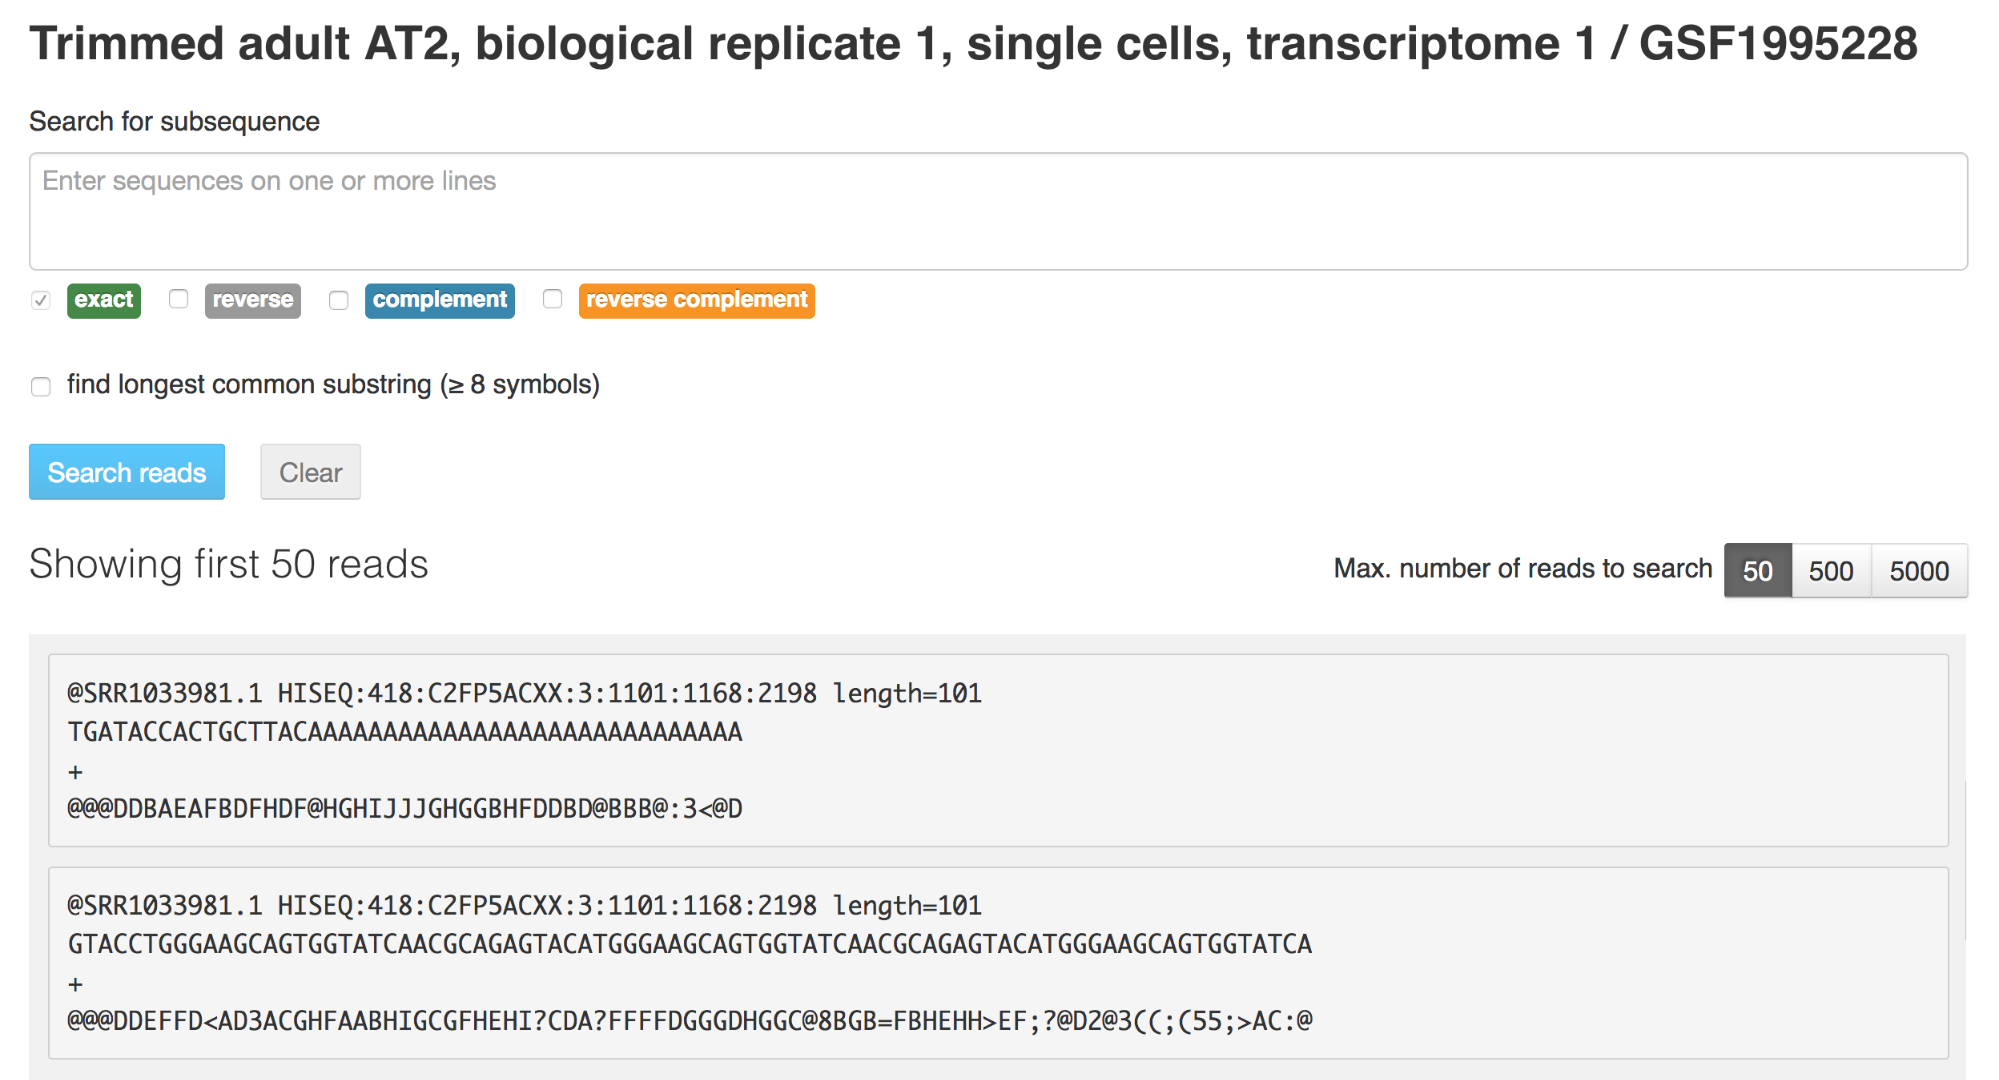 Trimmed adult AT2, biological replicate 1, single cells, transcriptome 1 / GSF1995228
Search for subsequence
Enter sequences on one or more lines
exact reverse complement reverse complement
find longest common substring (≥ 8 symbols)
Search reads Clear
Showing first 50 reads Max. number of reads to search 50 500 5000
@SRR1033981.1 HISEQ:418:C2FP5ACXX:3:1101:1168:2198 length=101
TGATACCACTGCTTACAAAAAAAAAAAAAAAAAAAAAAAAAAAAA
+
@@@DDBAEAFBDFHDF@HGHIJJJGHGGBHFDDBD@BBB@:3<@D
@SRR1033981.1 HISEQ:418:C2FP5ACXX:3:1101:1168:2198 length=101
GTACCTGGGAAGCAGTGGTATCAACGCAGAGTACATGGGAAGCAGTGGTATCAACGCAGAGTACATGGGAAGCAGTGGTATCA
+
@@@DDEFFD<AD3ACGHFAABHIGCGFHEHI?CDA?FFFFDGGGDHGGC@8BGB=FBHEHH>EF;?@D2@3((;(55;>AC:@